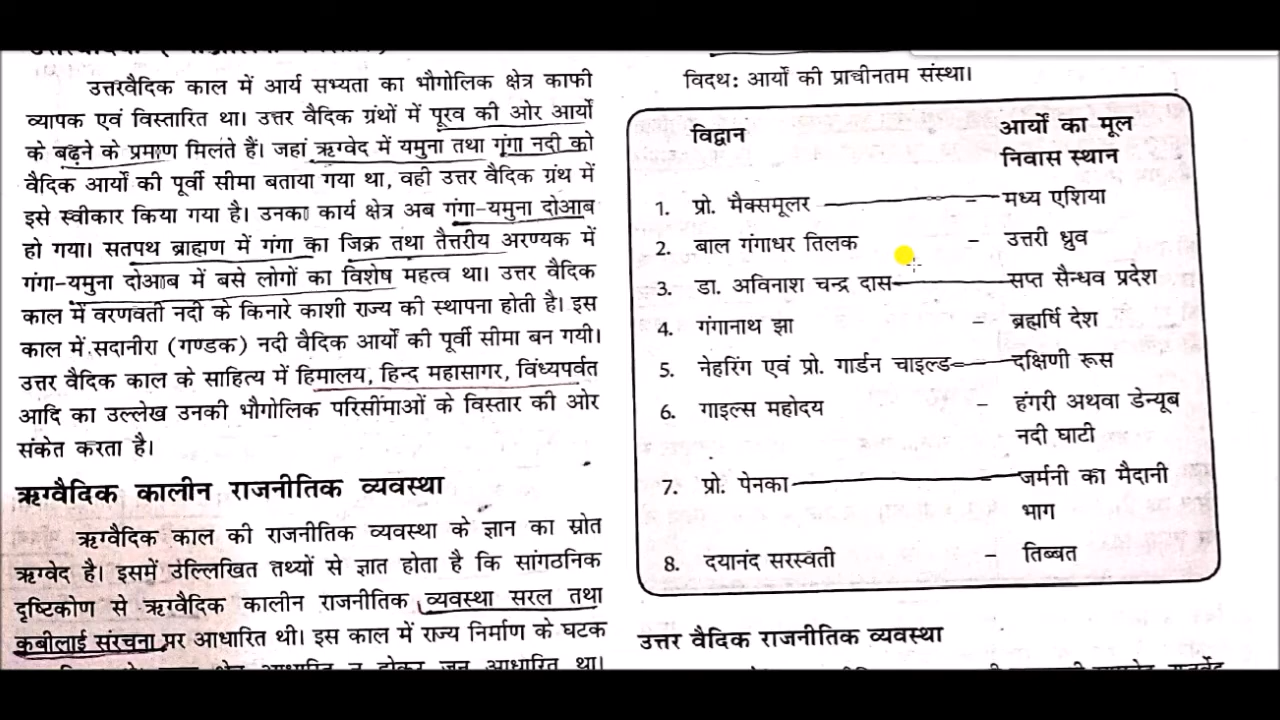 उत्तरवैदिक काल में आर्य सभ्यता का भौगोलिक क्षेत्र काफी
व्यापक एवं विस्तारित था। उत्तर वैदिक ग्रंथों में पूरव की ओर आर्यों
के बढ़ने के प्रमाण मिलते हैं। जहां ऋग्वेद में यमुना तथा गूंगा नदी को
वैदिक आर्यों की पूर्वी सीमा बताया गया था, वही उत्तर वैदिक ग्रंथ में
इसे स्वीकार किया गया है। उनका कार्य क्षेत्र अब गंगा-यमुना दोआब
हो गया। सतपथ ब्राह्मण में गंगा का जिक्र तथा तैत्तरीय अरण्यक में
गंगा-यमुना दोआब में बसे लोगों का विशेष महत्व था। उत्तर वैदिक
काल में वरणवती नदी के किनारे काशी राज्य की स्थापना होती है। इस
काल में सदानीरा (गण्डक) नदी वैदिक आर्यों की पूर्वी सीमा बन गयी।
उत्तर वैदिक काल के साहित्य में हिमालय, हिन्द महासागर, विंध्यपर्वत
आदि का उल्लेख उनकी भौगोलिक परिसीमाओं के विस्तार की ओर
संकेत करता है।
ऋग्वैदिक कालीन राजनीतिक व्यवस्था
ऋग्वैदिक काल की राजनीतिक व्यवस्था के ज्ञान का स्रोत
ऋग्वेद है। इसमें उल्लिखित तथ्यों से ज्ञात होता है कि सांगठनिक
दृष्टिकोण से ऋग्वैदिक कालीन राजनीतिक व्यवस्था सरल तथा
कबीलाई संरचना पर आधारित थी। इस काल में राज्य निर्माण के घटक
आधारित न होकर जन आधारित था।
विदथ: आर्यों की प्राचीनतम संस्था।
विद्वान आर्यों का मूल
निवास स्थान
1. प्रो. मैक्समूलर - मध्य एशिया
2. बाल गंगाधर तिलक - उत्तरी ध्रुव
3. डा. अविनाश चन्द्र दास - सप्त सैन्धव प्रदेश
4. गंगानाथ झा - ब्रह्मर्षि देश
5. नेहरिंग एवं प्रो. गार्डन चाइल्ड - दक्षिणी रूस
6. गाइल्स महोदय - हंगरी अथवा डेन्यूब
नदी घाटी
7. प्रो. पेनका - जर्मनी का मैदानी
भाग
8. दयानंद सरस्वती - तिब्बत
उत्तर वैदिक राजनीतिक व्यवस्था